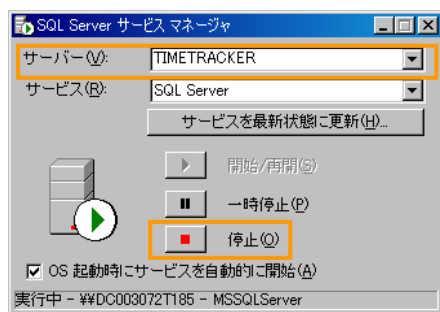 SQL Server サービス マネージャ
サーバー(V): TIMETRACKER
サービス(R): SQL Server
サービスを最新状態に更新(H)...
開始/再開(S)
一時停止(P)
停止(O)
OS 起動時にサービスを自動的に開始(A)
実行中 - ¥¥DC003072T185 - MSSQLServer